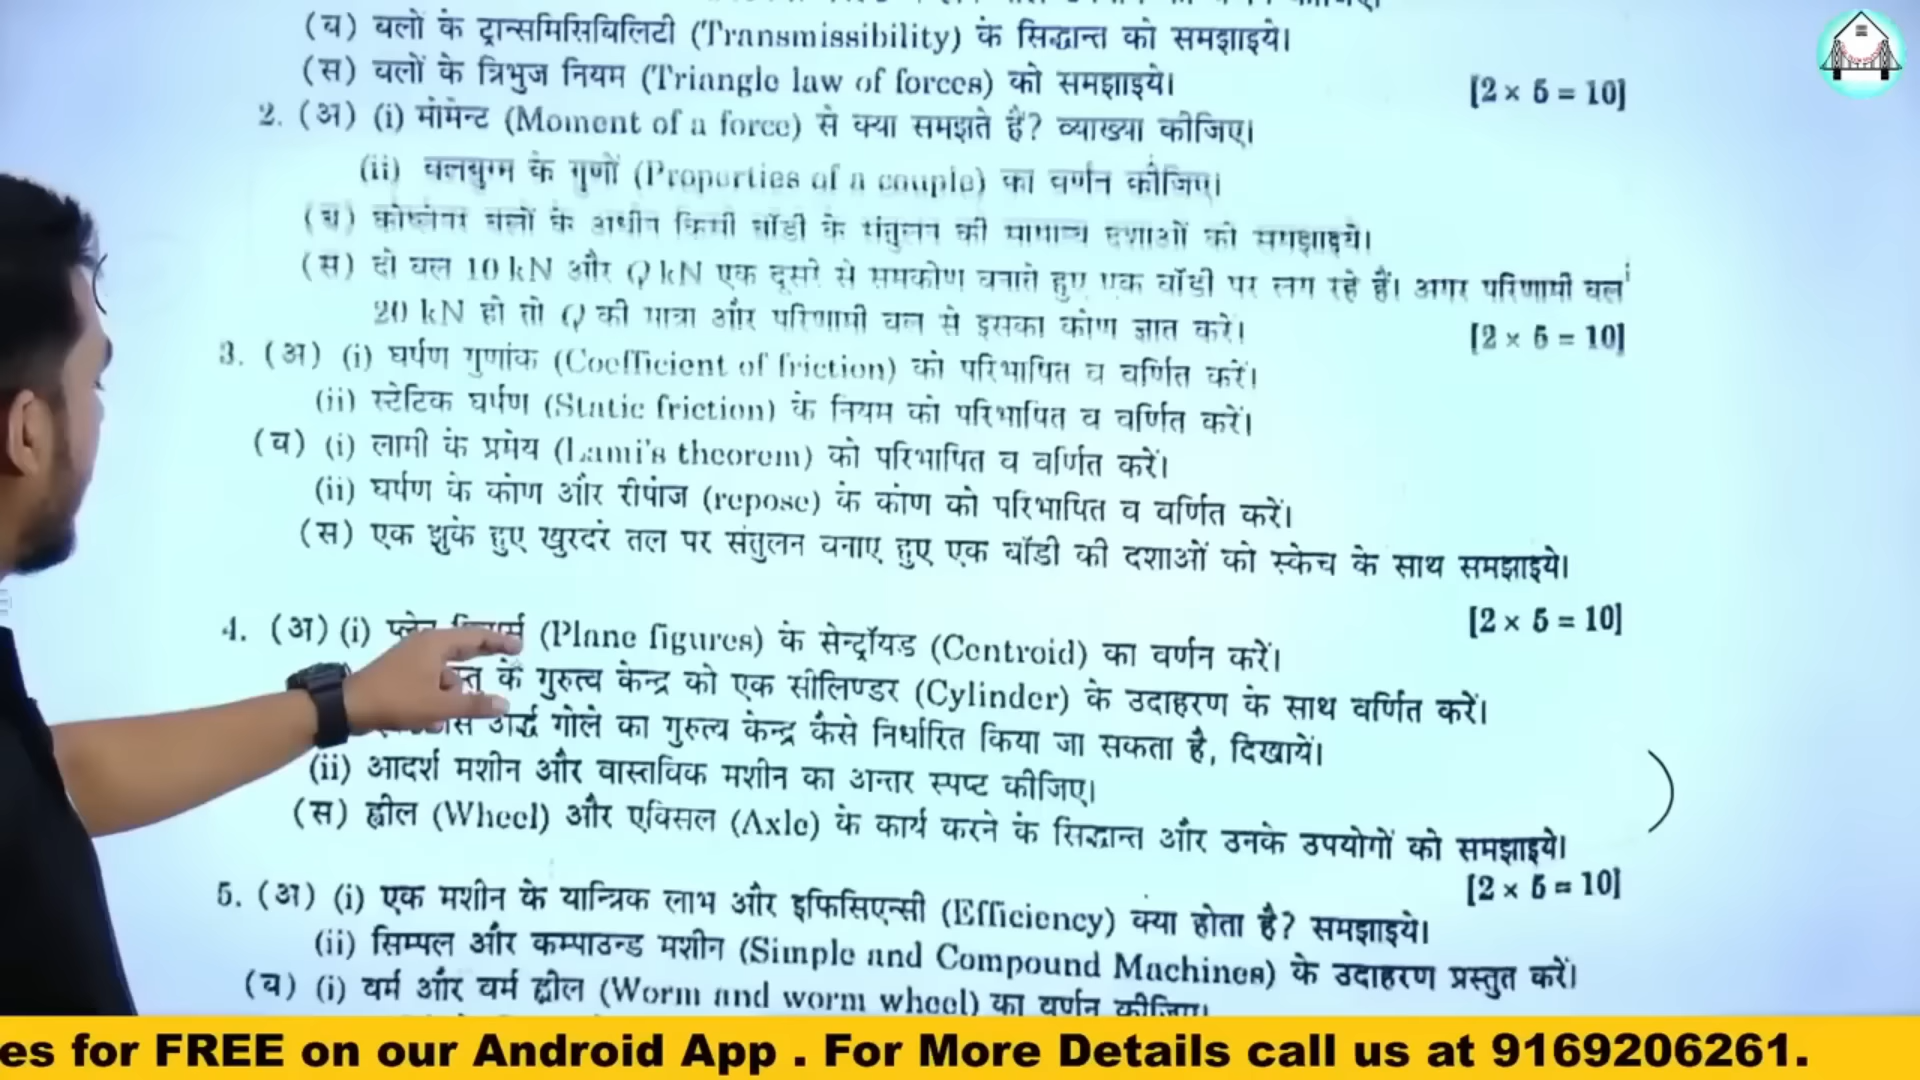 (ब) बलों के ट्रान्समिसिबिलिटी (Transmissibility) के सिद्धान्त को समझाइये।
(स) बलों के त्रिभुज नियम (Triangle law of forces) को समझाइये।
[2 × 5 = 10]
2. (अ) (i) मोमेन्ट (Moment of a force) से क्या समझते हैं? व्याख्या कीजिए।
(ii) बलयुग्म के गुणों (Properties of a couple) का वर्णन कीजिए।
(ब) कोप्लेनर बलों के अधीन किसी बॉडी के संतुलन की सामान्य दशाओं को समझाइये।
(स) दो बल 10 kN और Q kN एक दूसरे से समकोण बनाते हुए एक बॉडी पर लग रहे हैं। अगर परिणामी बल
20 kN हो तो Q की मात्रा और परिणामी बल से इसका कोण ज्ञात करे।
[2 × 5 = 10]
3. (अ) (i) घर्षण गुणांक (Coefficient of friction) को परिभाषित व वर्णित करें।
(ii) स्टेटिक घर्षण (Static friction) के नियम को परिभाषित व वर्णित करें।
(ब) (i) लामी के प्रमेय (Lami's theorem) को परिभाषित व वर्णित करें।
(ii) घर्षण के कोण और रीपोज (repose) के कोण को परिभाषित व वर्णित करें।
(स) एक झुके हुए खुरदरे तल पर संतुलन बनाए हुए एक बॉडी की दशाओं को स्केच के साथ समझाइये।
[2 × 5 = 10]
4. (अ) (i) प्लेन (Plane figures) के सेन्ट्रॉयड (Centroid) का वर्णन करें।
के गुरुत्व केन्द्र को एक सीलिण्डर (Cylinder) के उदाहरण के साथ वर्णित करें।
अर्द्ध गोले का गुरुत्व केन्द्र कैसे निर्धारित किया जा सकता है, दिखायें।
(ii) आदर्श मशीन और वास्तविक मशीन का अन्तर स्पष्ट कीजिए।
(स) ह्वील (Wheel) और एक्सिल (Axle) के कार्य करने के सिद्धान्त और उनके उपयोगों को समझाइये।
[2 × 5 = 10]
5. (अ) (i) एक मशीन के यान्त्रिक लाभ और इफिसिएन्सी (Efficiency) क्या होता है? समझाइये।
(ii) सिम्पल और कम्पाउन्ड मशीन (Simple and Compound Machines) के उदाहरण प्रस्तुत करें।
(ब) (i) वर्म और वर्म ह्वील (Worm and worm wheel) का वर्णन कीजिए।
es for FREE on our Android App . For More Details call us at 9169206261.